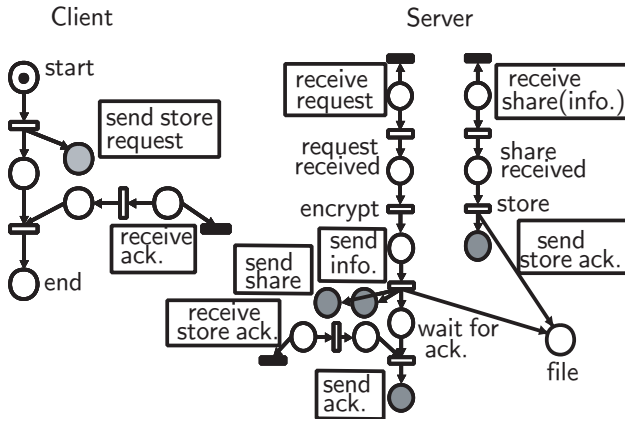 Client
Server
start
send store
request
receive
ack.
end
receive
request
request
received
encrypt
send
info.
send
share
receive
store ack.
wait for
ack.
send
ack.
receive
share(info.)
share
received
store
send
store ack.
file